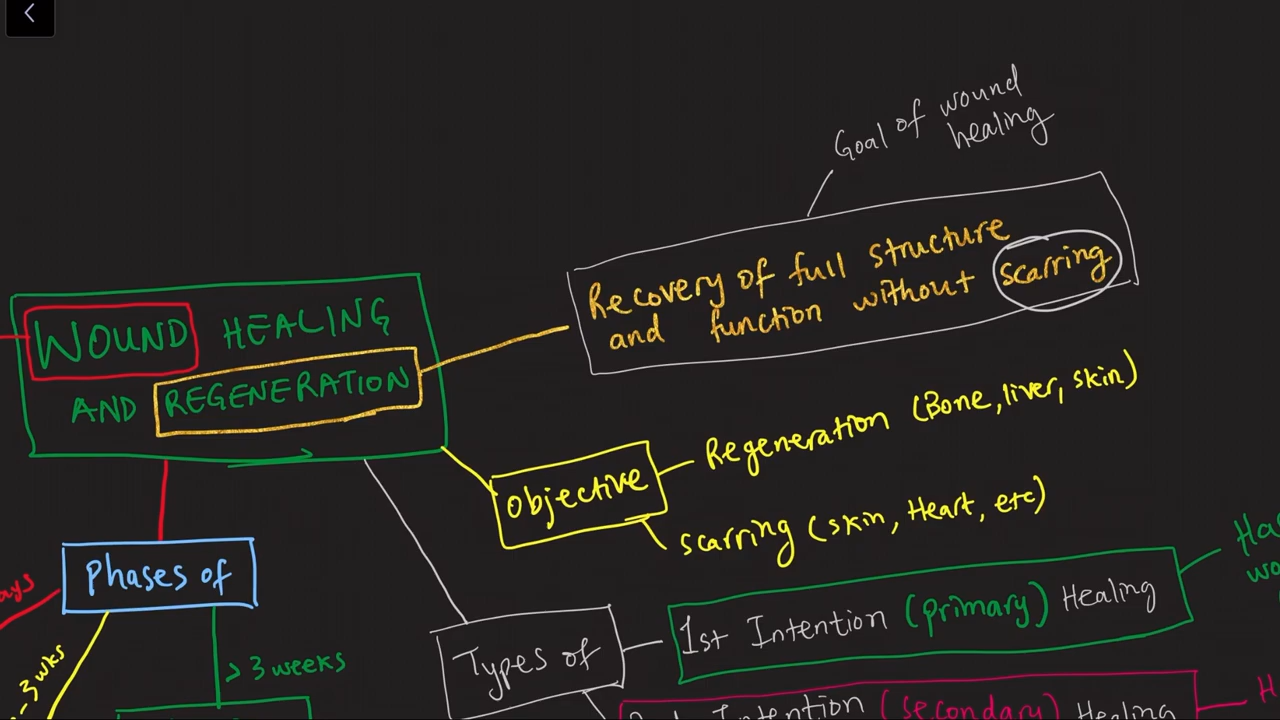 Goal of wound
healing
Recovery of full structure
and function without scarring
WOUND HEALING
AND REGENERATION
Objective
Regeneration (Bone, liver, skin)
Scarring (skin, Heart, etc)
Phases of
> 3 weeks
3 wks
Types of
1st Intention (primary) Healing
Intention (secondary) Healing